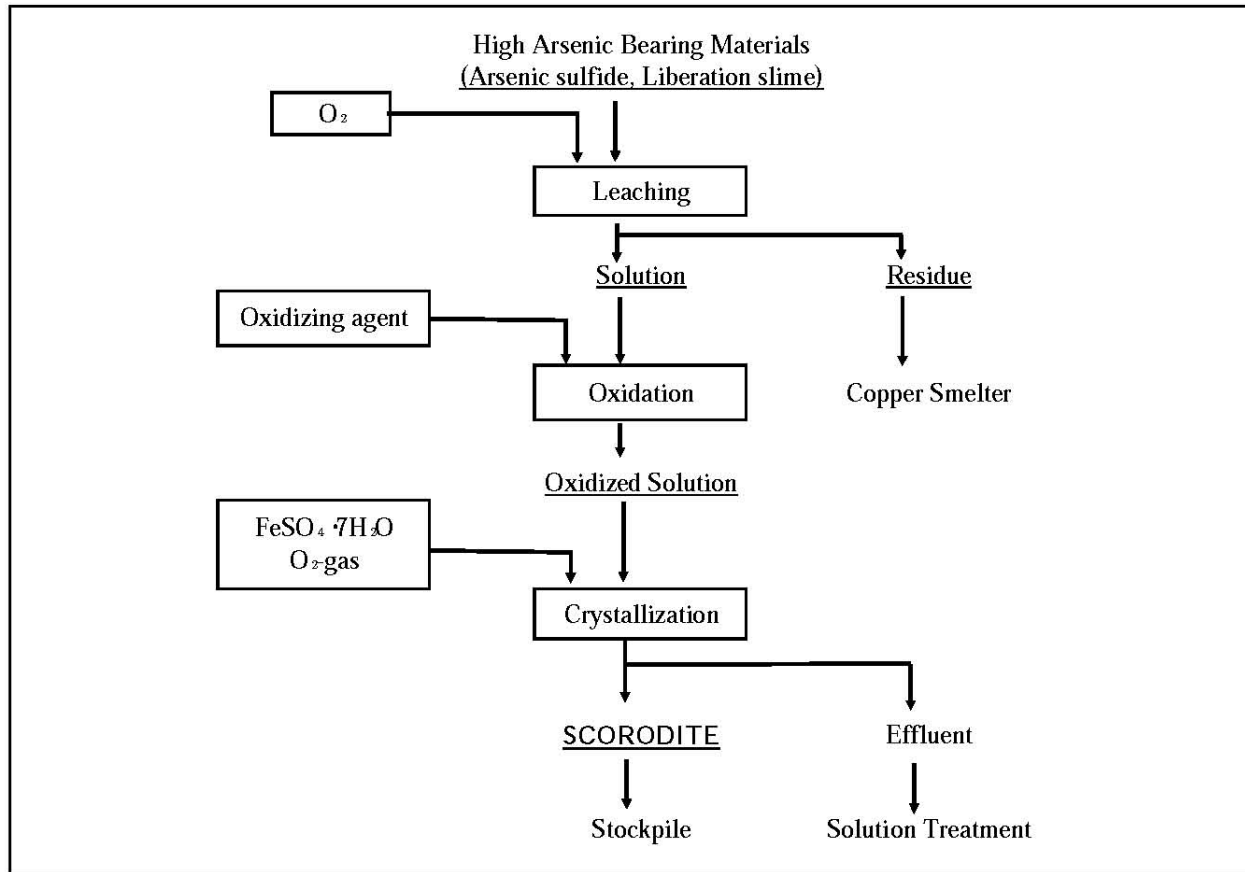 High Arsenic Bearing Materials
(Arsenic sulfide, Liberation slime)
O₂
Leaching
Solution
Residue
Oxidizing agent
Oxidation
Copper Smelter
Oxidized Solution
FeSO₄·7H₂O
O₂-gas
Crystallization
SCORODITE
Effluent
Stockpile
Solution Treatment